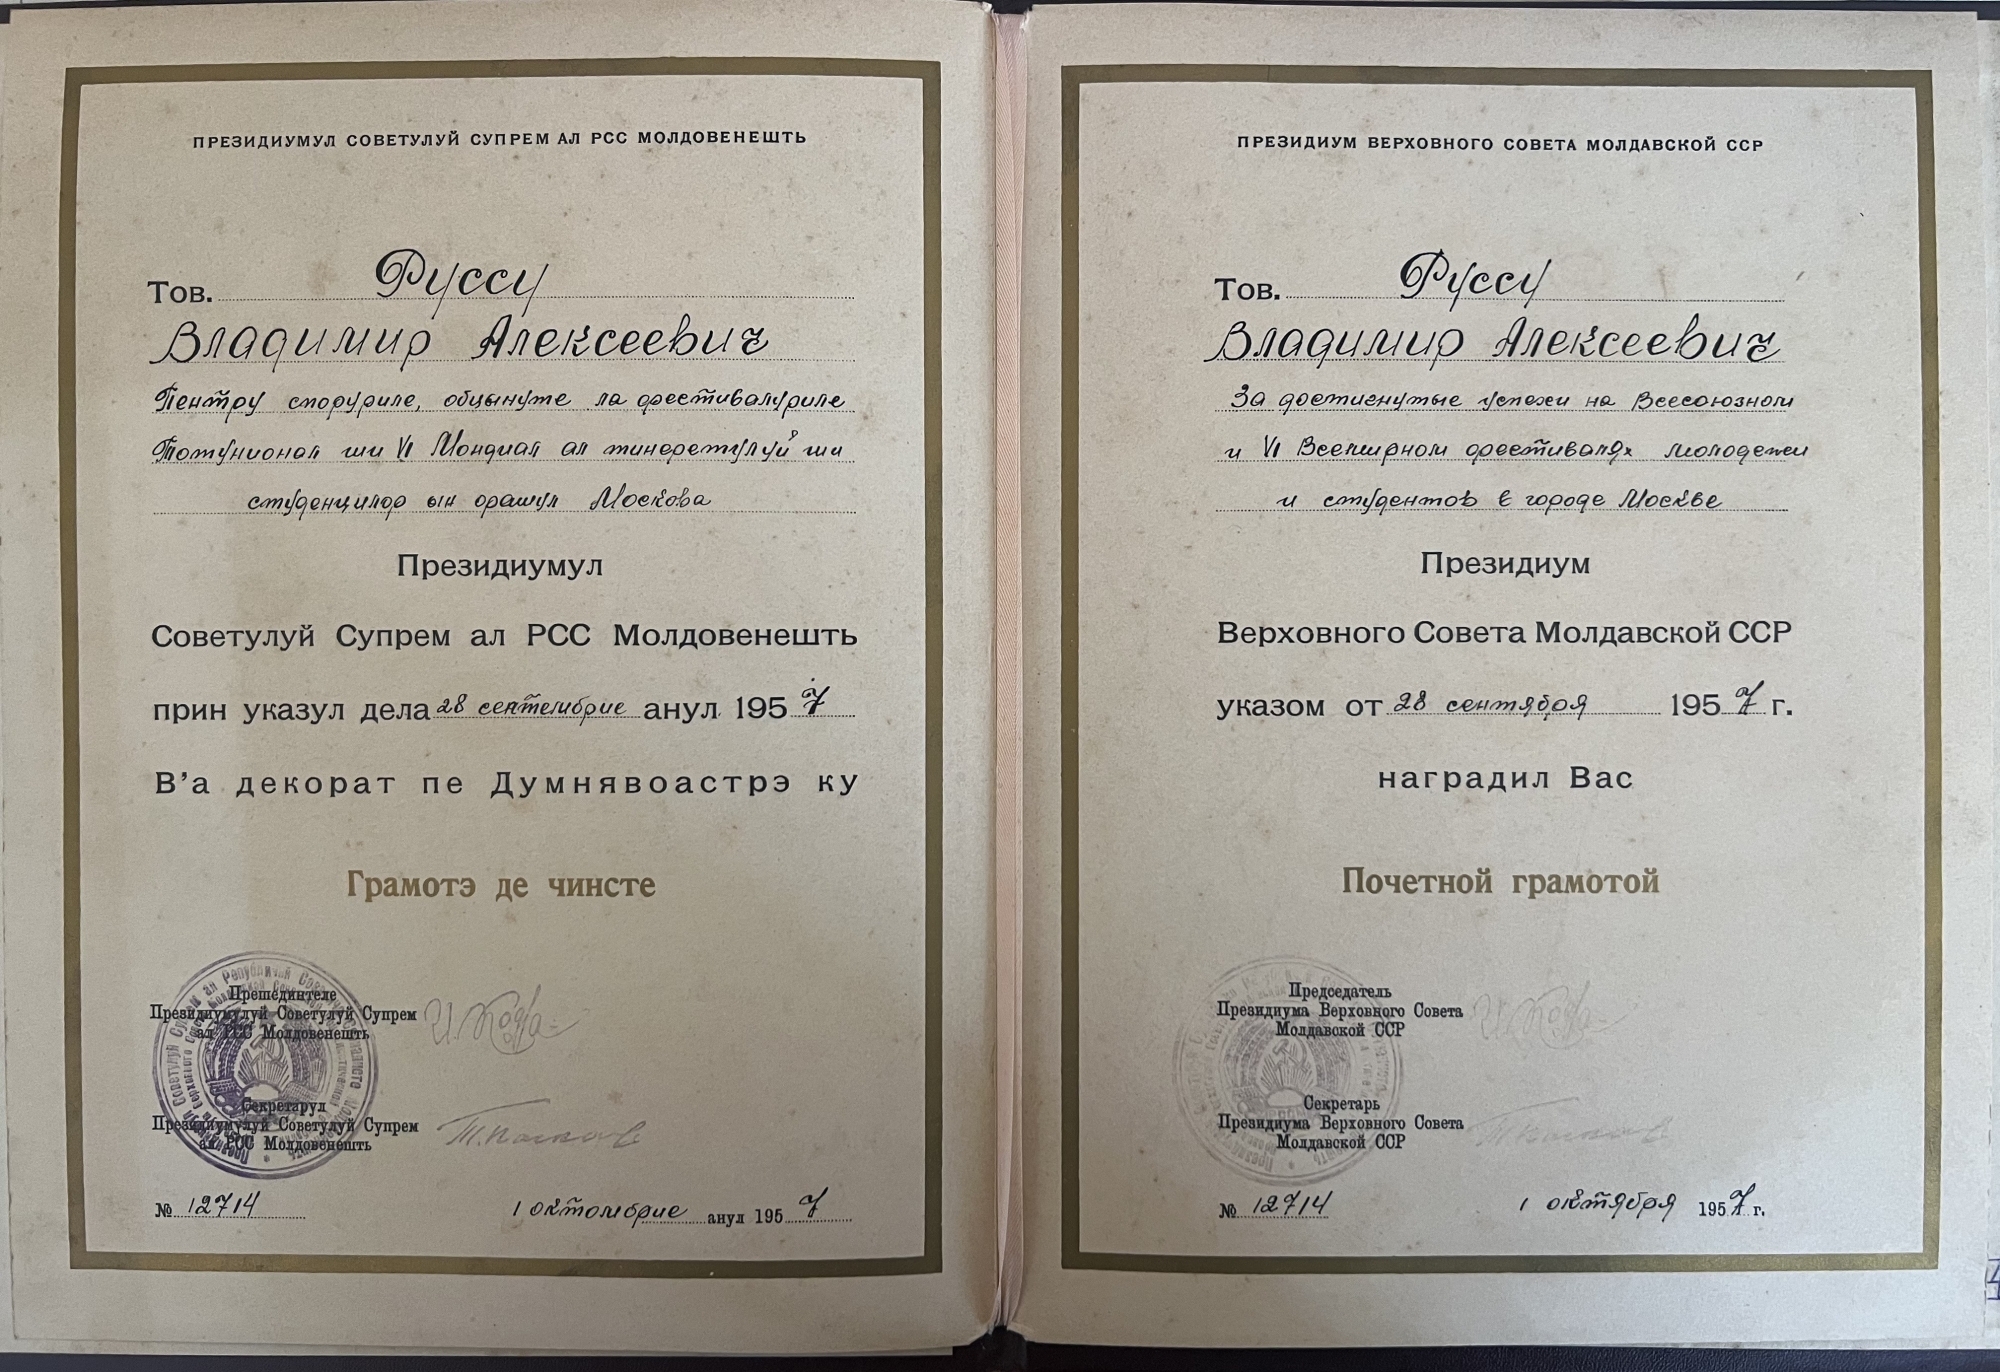 ПРЕЗИДИУМУЛ СОВЕТУЛУЙ СУПРЕМ АЛ РСС МОЛДОВЕНЕШТЬ
Тов. Руссу
Владимир Алексеевич
Пентру споруриле, обцынуте ла фестивалуриле
Тотунионал ши VI Мондиал ал тинеретулуй ши
студенцилор ын орашул Москова
Президиумул
Советулуй Супрем ал РСС Молдовенешть
прин указул дела 28 септембрие анул 1957
В'а декорат пе Думнявоастрэ ку
Грамотэ де чинсте
Прешединтеле
Президиумулуй Советулуй Супрем
ал РСС Молдовенешть
Секретарул
Президиумулуй Советулуй Супрем
ал РСС Молдовенешть
№ 12714 1 октомбрие анул 1957
ПРЕЗИДИУМ ВЕРХОВНОГО СОВЕТА МОЛДАВСКОЙ ССР
Тов. Руссу
Владимир Алексеевич
За достигнутые успехи на Всесоюзном
и VI Всемирном фестивалях молодежи
и студентов в городе Москве
Президиум
Верховного Совета Молдавской ССР
указом от 28 сентября 1957 г.
наградил Вас
Почетной грамотой
Председатель
Президиума Верховного Совета
Молдавской ССР
Секретарь
Президиума Верховного Совета
Молдавской ССР
№ 12714 1 октября 1957 г.